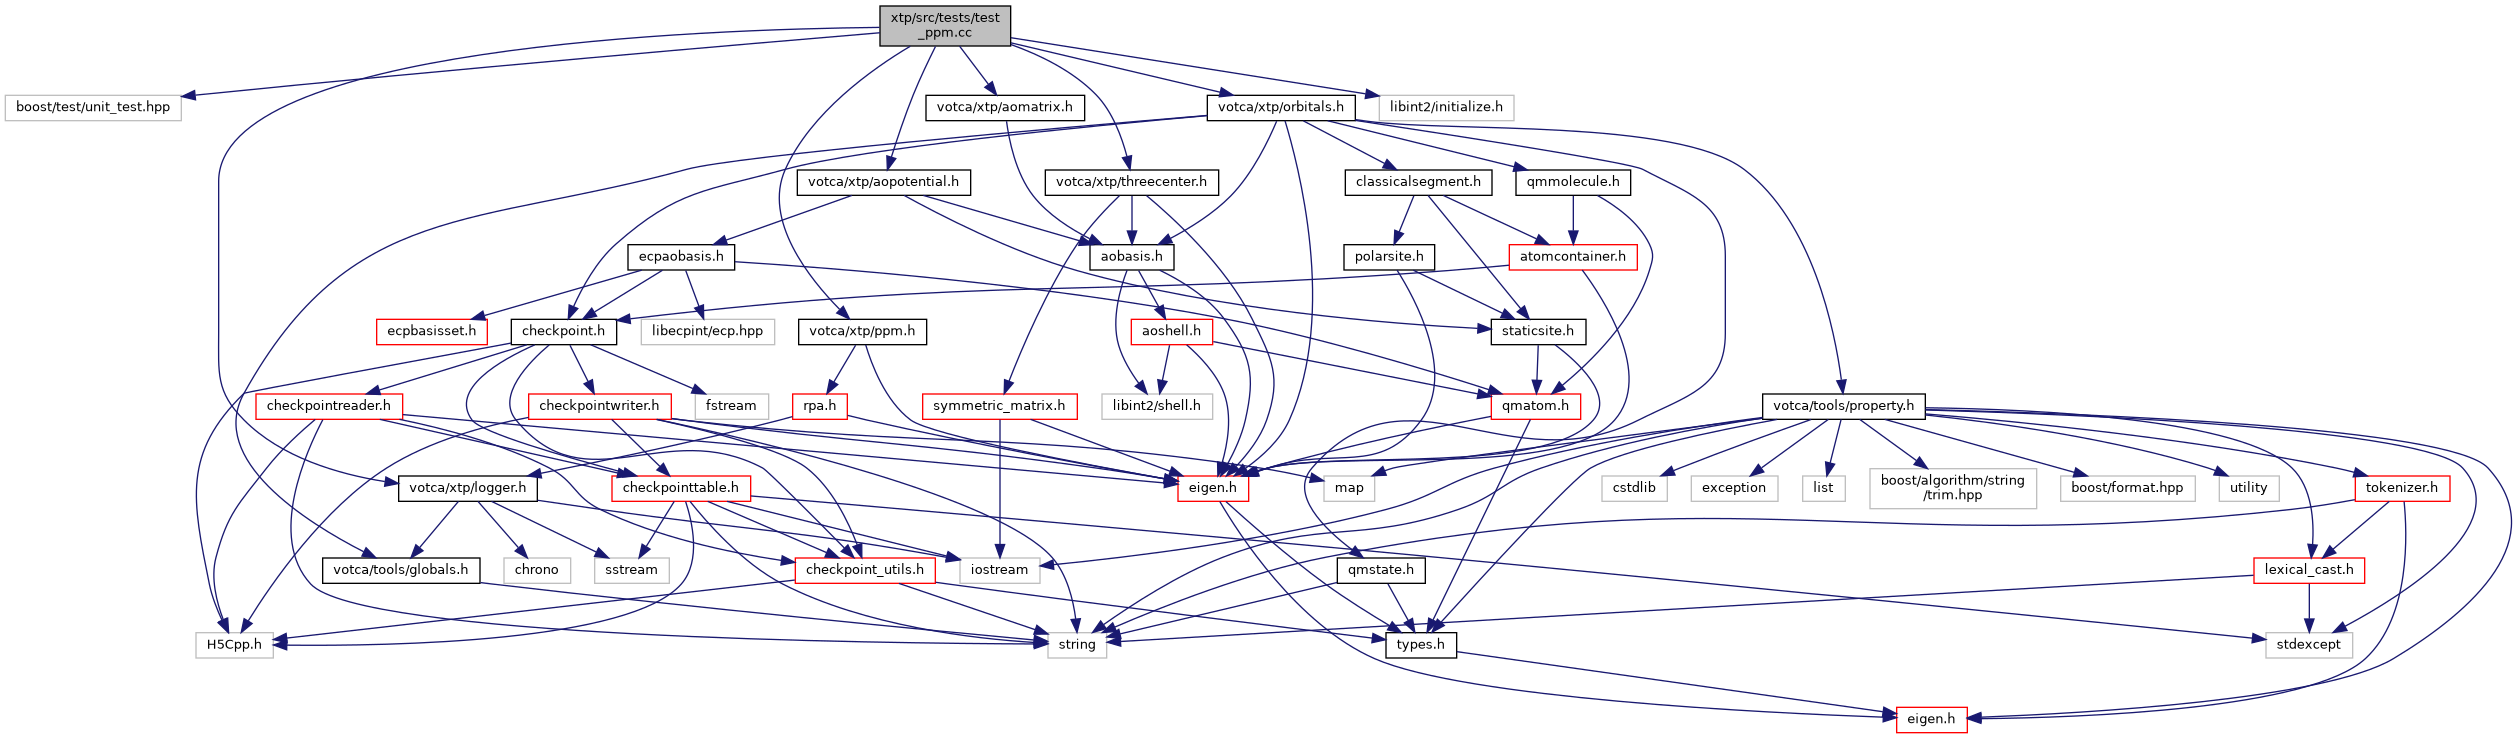 xtp/src/tests/test
_ppm.cc
boost/test/unit_test.hpp
votca/xtp/aomatrix.h
votca/xtp/orbitals.h
libint2/initialize.h
votca/xtp/aopotential.h
votca/xtp/threecenter.h
classicalsegment.h
qmmolecule.h
ecpaobasis.h
aobasis.h
polarsite.h
atomcontainer.h
ecpbasisset.h
checkpoint.h
libecpint/ecp.hpp
votca/xtp/ppm.h
aoshell.h
staticsite.h
checkpointreader.h
checkpointwriter.h
fstream
rpa.h
symmetric_matrix.h
libint2/shell.h
qmatom.h
votca/tools/property.h
votca/xtp/logger.h
checkpointtable.h
eigen.h
map
cstdlib
exception
list
boost/algorithm/string
/trim.hpp
boost/format.hpp
utility
tokenizer.h
votca/tools/globals.h
chrono
sstream
checkpoint_utils.h
iostream
qmstate.h
lexical_cast.h
H5Cpp.h
string
types.h
stdexcept
eigen.h